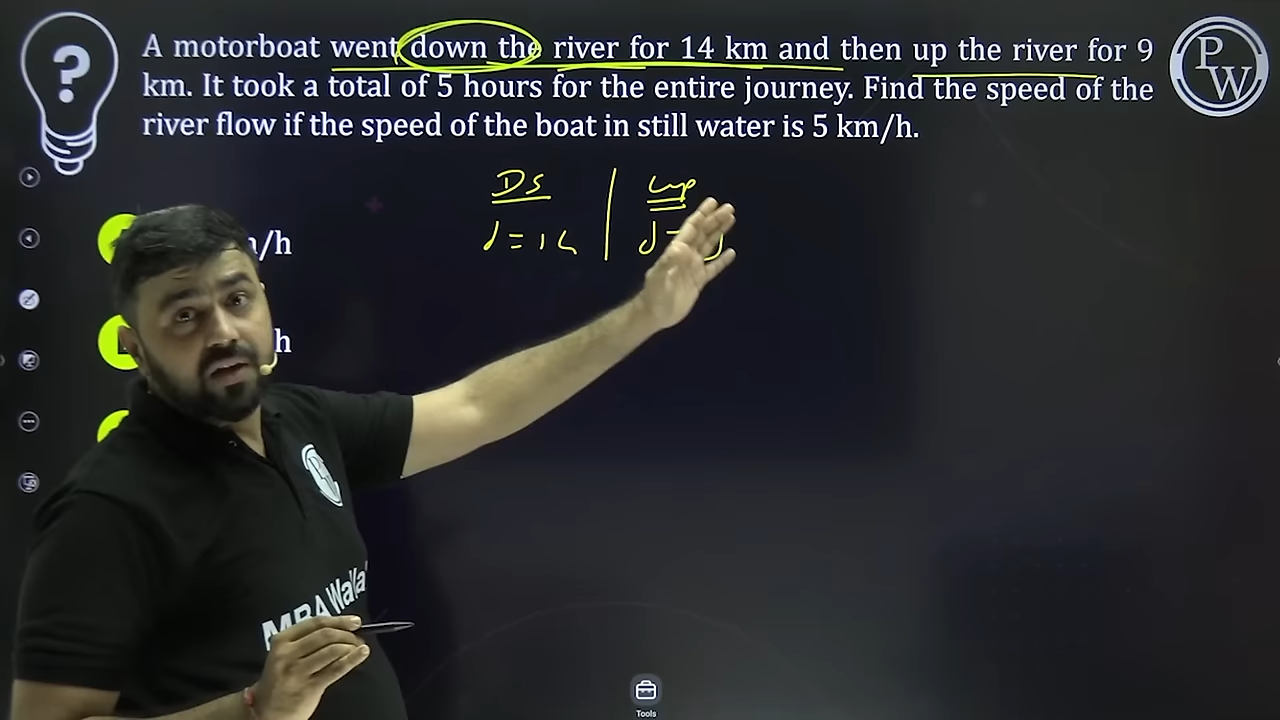 A motorboat went down the river for 14 km and then up the river for 9
km. It took a total of 5 hours for the entire journey. Find the speed of the
river flow if the speed of the boat in still water is 5 km/h.
PW
DS
up
d = 14
d =
/h
h
MBA Wallah
Tools